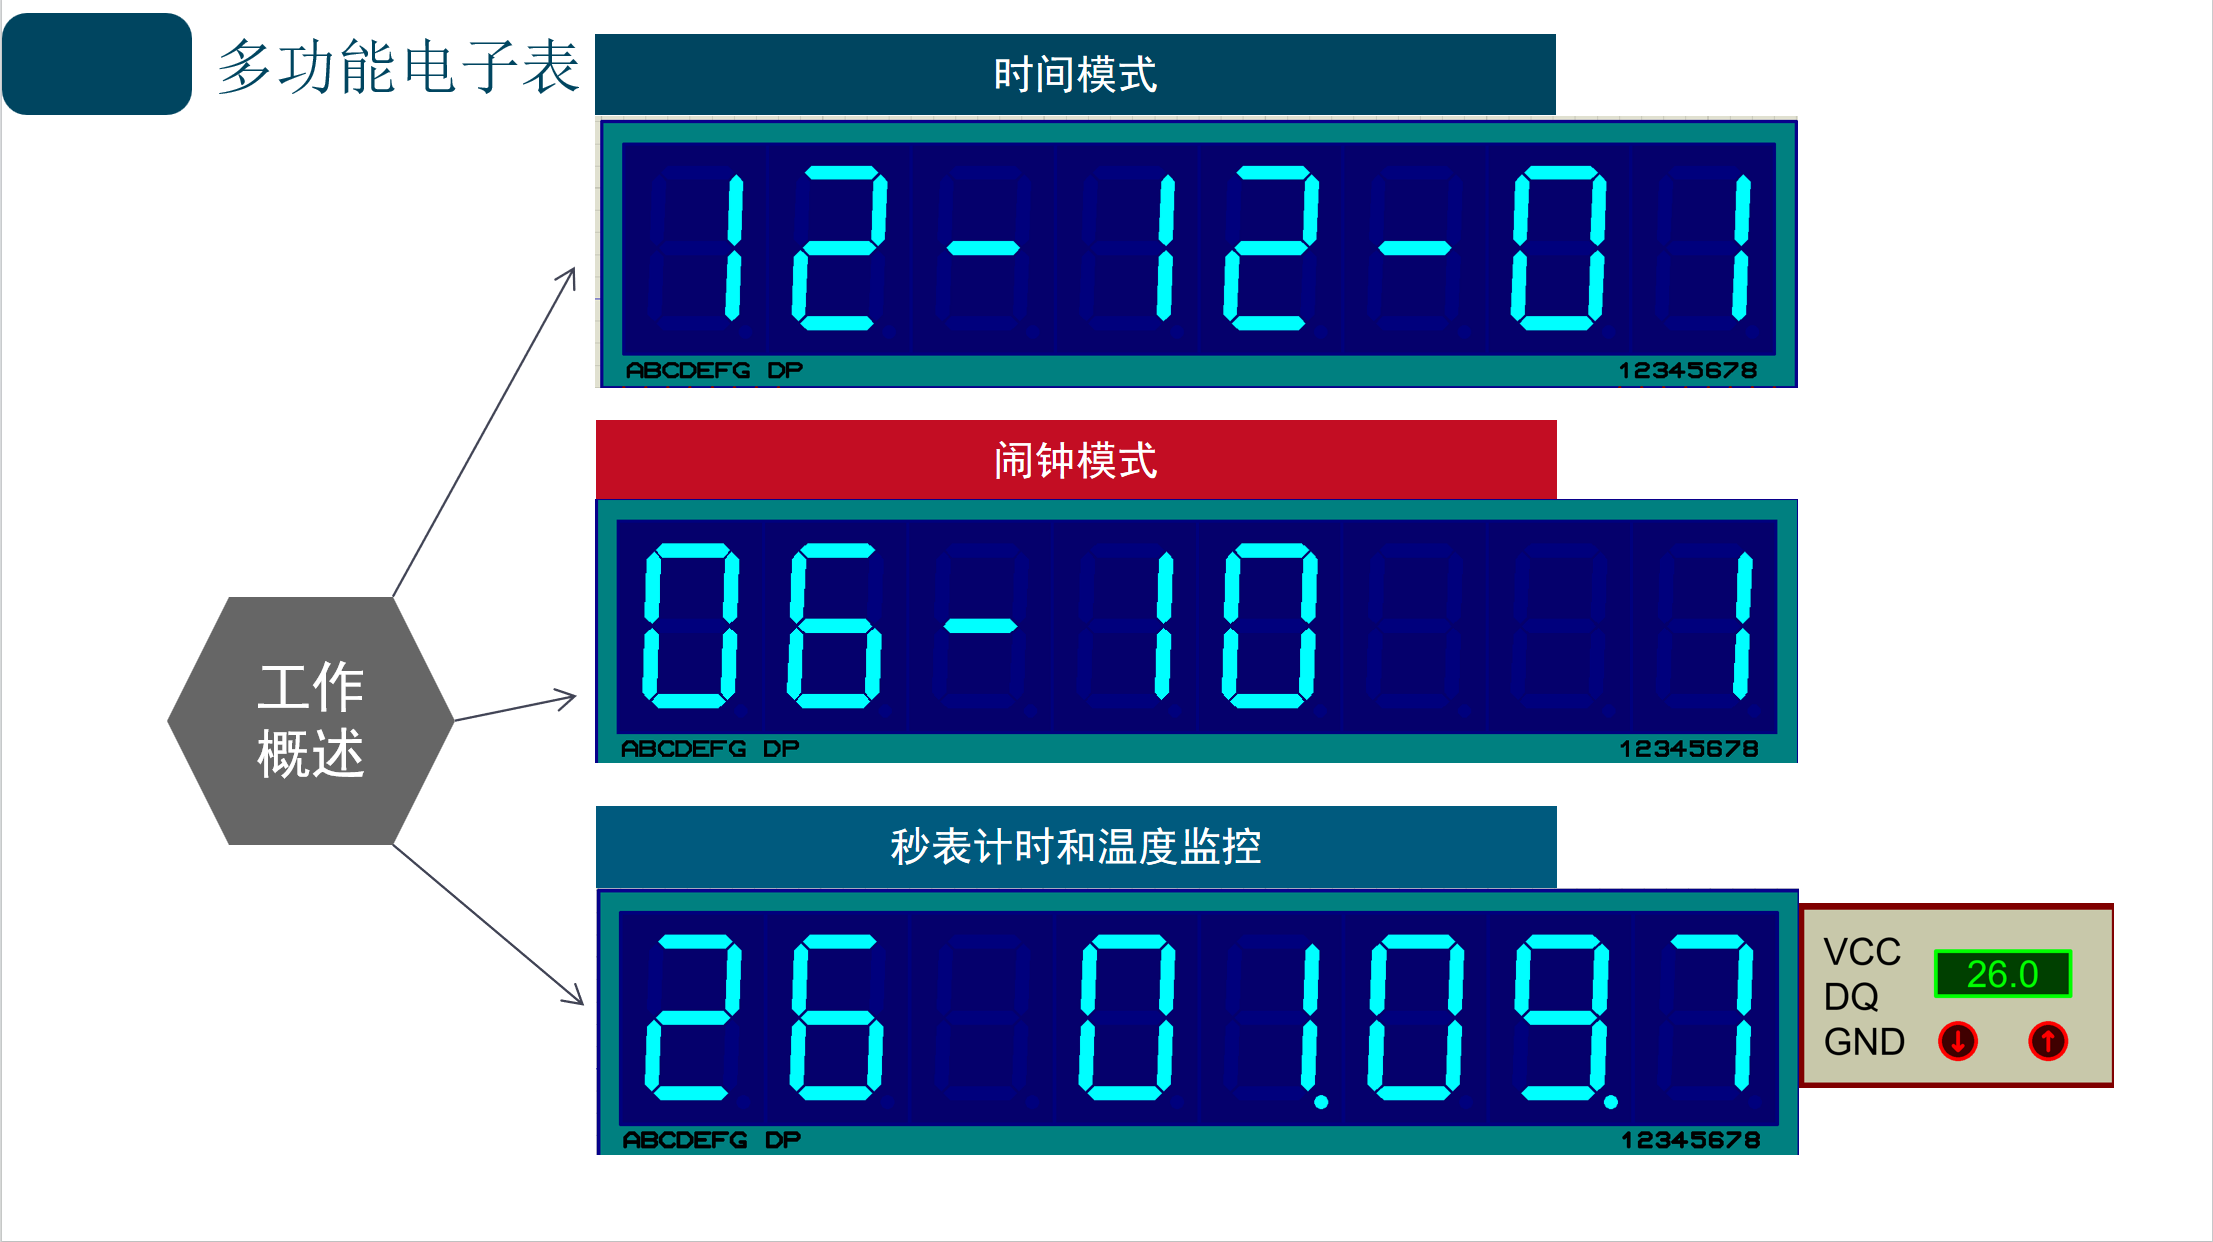 多功能电子表
时间模式
12-12-01
ABCDEFG DP 12345678
闹钟模式
06-10 1
ABCDEFG DP 12345678
工作
概述
秒表计时和温度监控
26 01.09.7
ABCDEFG DP 12345678
VCC
26.0
DQ
GND